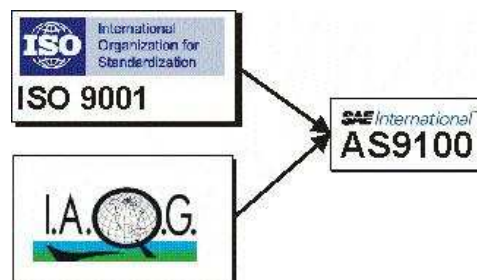 ISO
International
Organization for
Standardization
ISO 9001
SAE International
AS9100
I.A.Q.G.